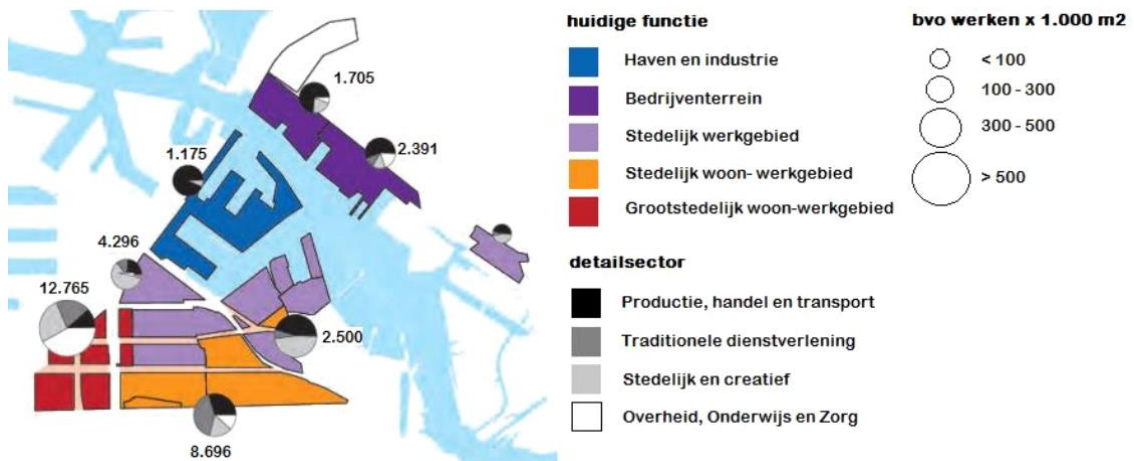 1.705
2.391
1.175
4.296
12.765
2.500
8.696
huidige functie
Haven en industrie
Bedrijventerrein
Stedelijk werkgebied
Stedelijk woon- werkgebied
Grootstedelijk woon-werkgebied
detailsector
Productie, handel en transport
Traditionele dienstverlening
Stedelijk en creatief
Overheid, Onderwijs en Zorg
bvo werken x 1.000 m2
< 100
100 - 300
300 - 500
> 500